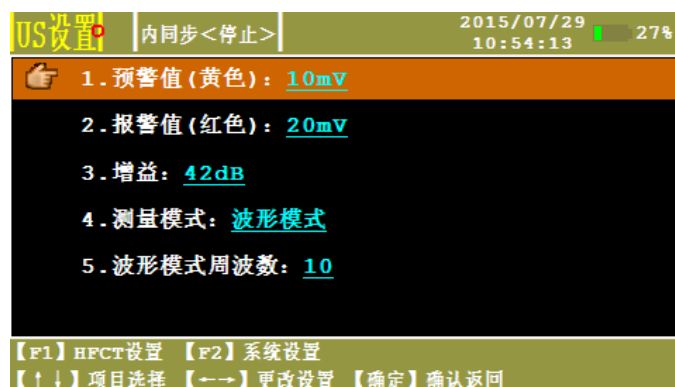 US设置 内同步<停止> 2015/07/29 10:54:13 27%
1.预警值(黄色)：10mV
2.报警值(红色)：20mV
3.增益：42dB
4.测量模式：波形模式
5.波形模式周波数：10
【F1】HFCT设置 【F2】系统设置
【↑↓】项目选择 【←→】更改设置 【确定】确认返回